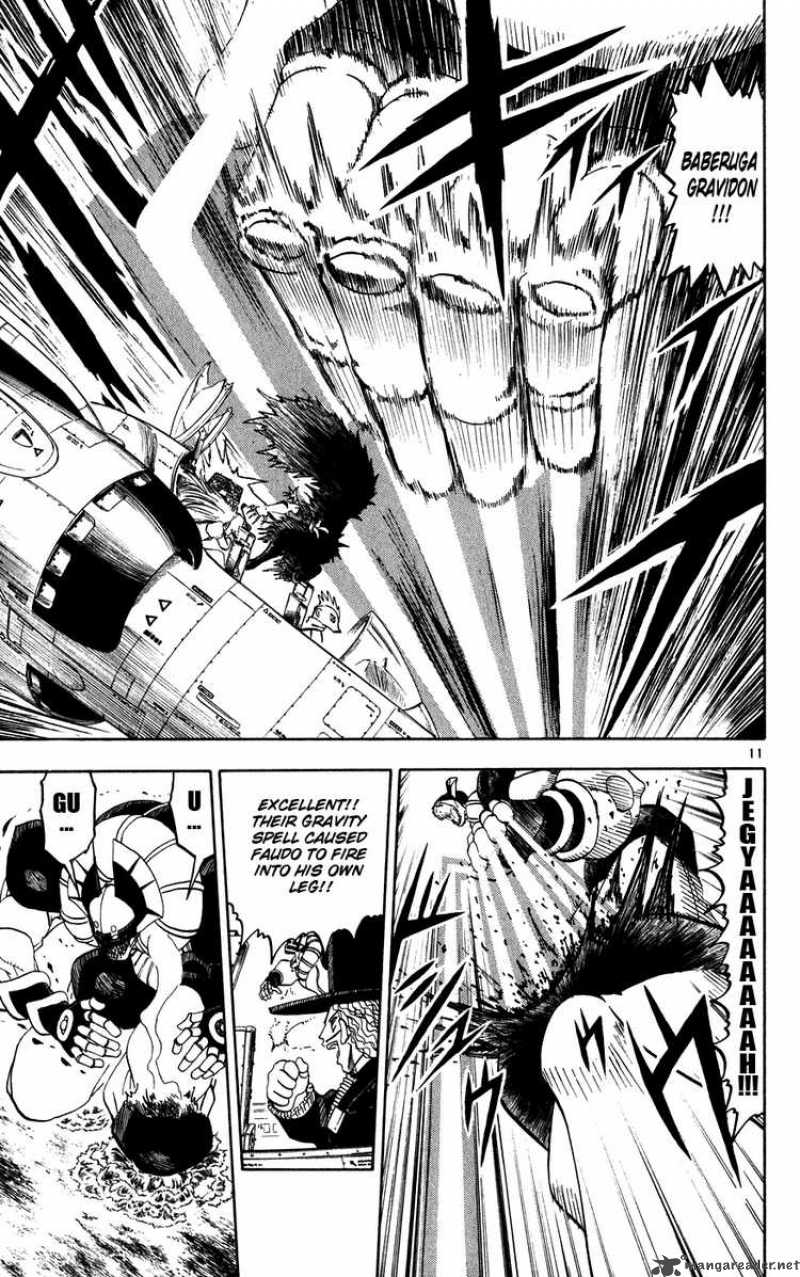 BABERUGA
GRAVIDON
!!!
11
JEGYAAAAAAAAAH!!!
EXCELLENT!!
THEIR GRAVITY
SPELL CAUSED
FAUDO TO FIRE
INTO HIS OWN
LEG!!
U
...
GU
...
mangareader.net